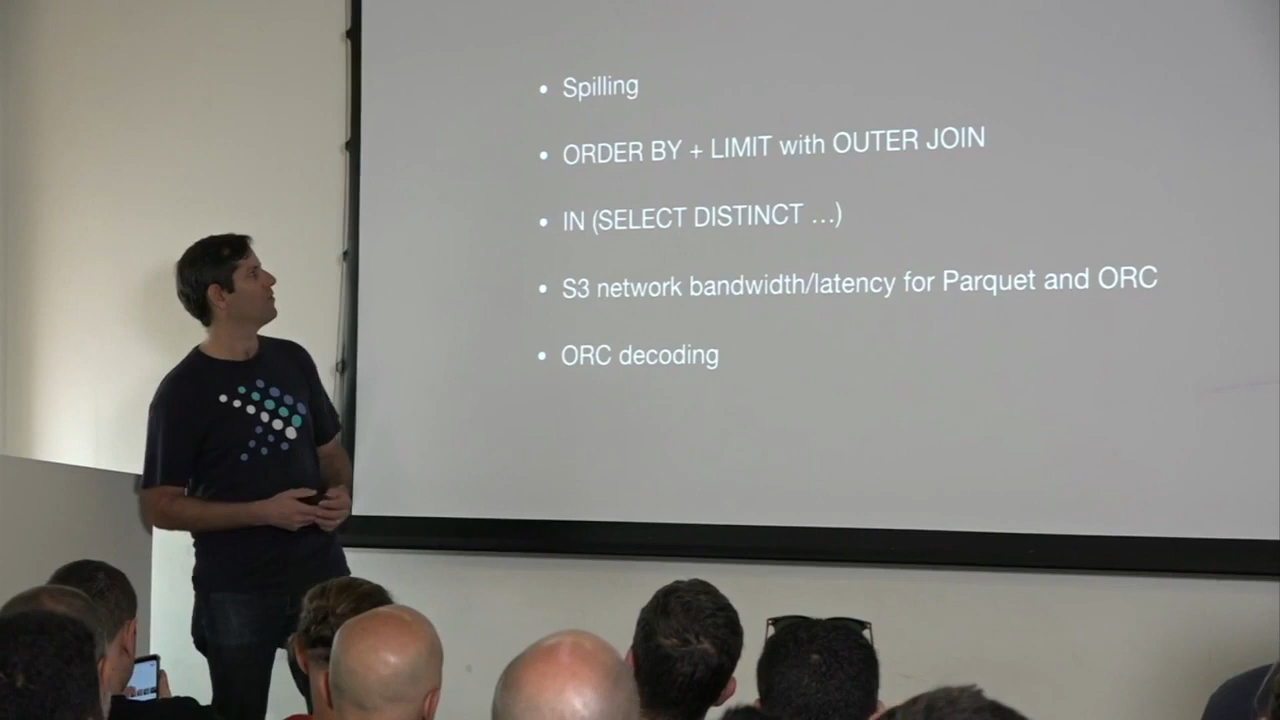 • Spilling
• ORDER BY + LIMIT with OUTER JOIN
• IN (SELECT DISTINCT ...)
• S3 network bandwidth/latency for Parquet and ORC
• ORC decoding